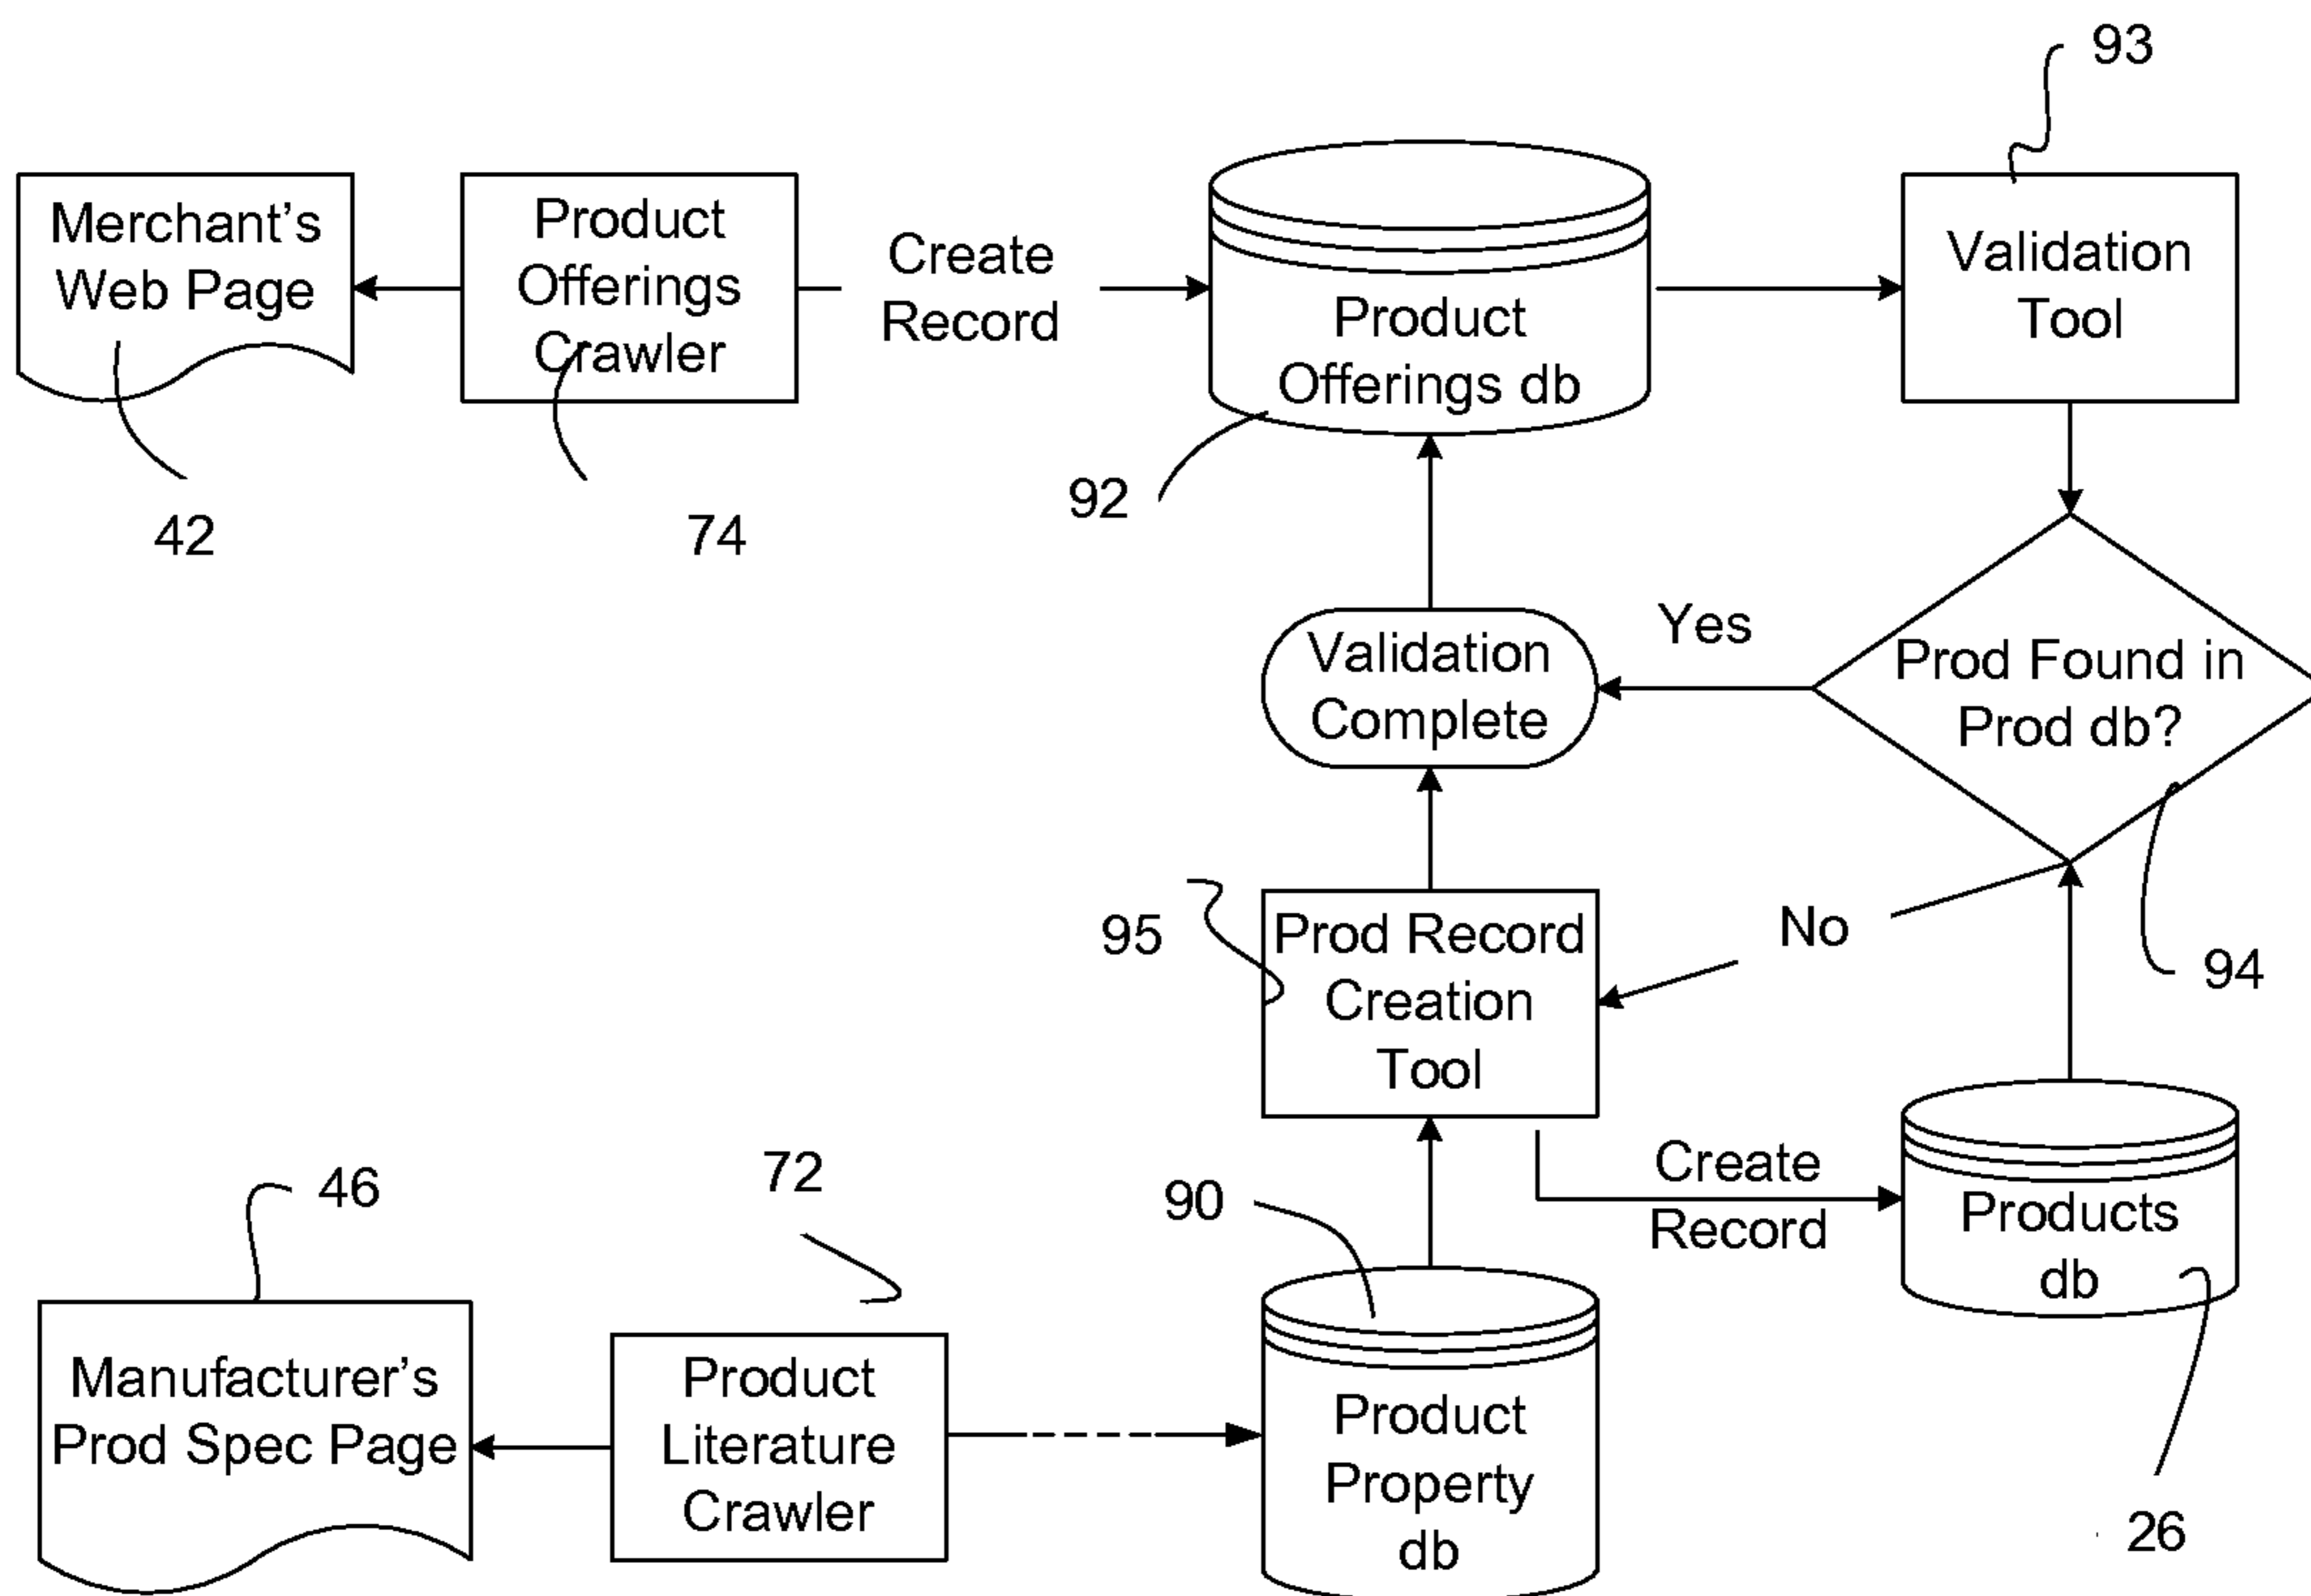 93
Merchant’s
Web Page
Product
Offerings
Crawler
Create
Record
Product
Offerings db
Validation
Tool
42
74
92
Validation
Complete
Yes
Prod Found in
Prod db?
95
Prod Record
Creation
Tool
No
94
46
72
90
Create
Record
Products
db
Manufacturer’s
Prod Spec Page
Product
Literature
Crawler
Product
Property
db
26